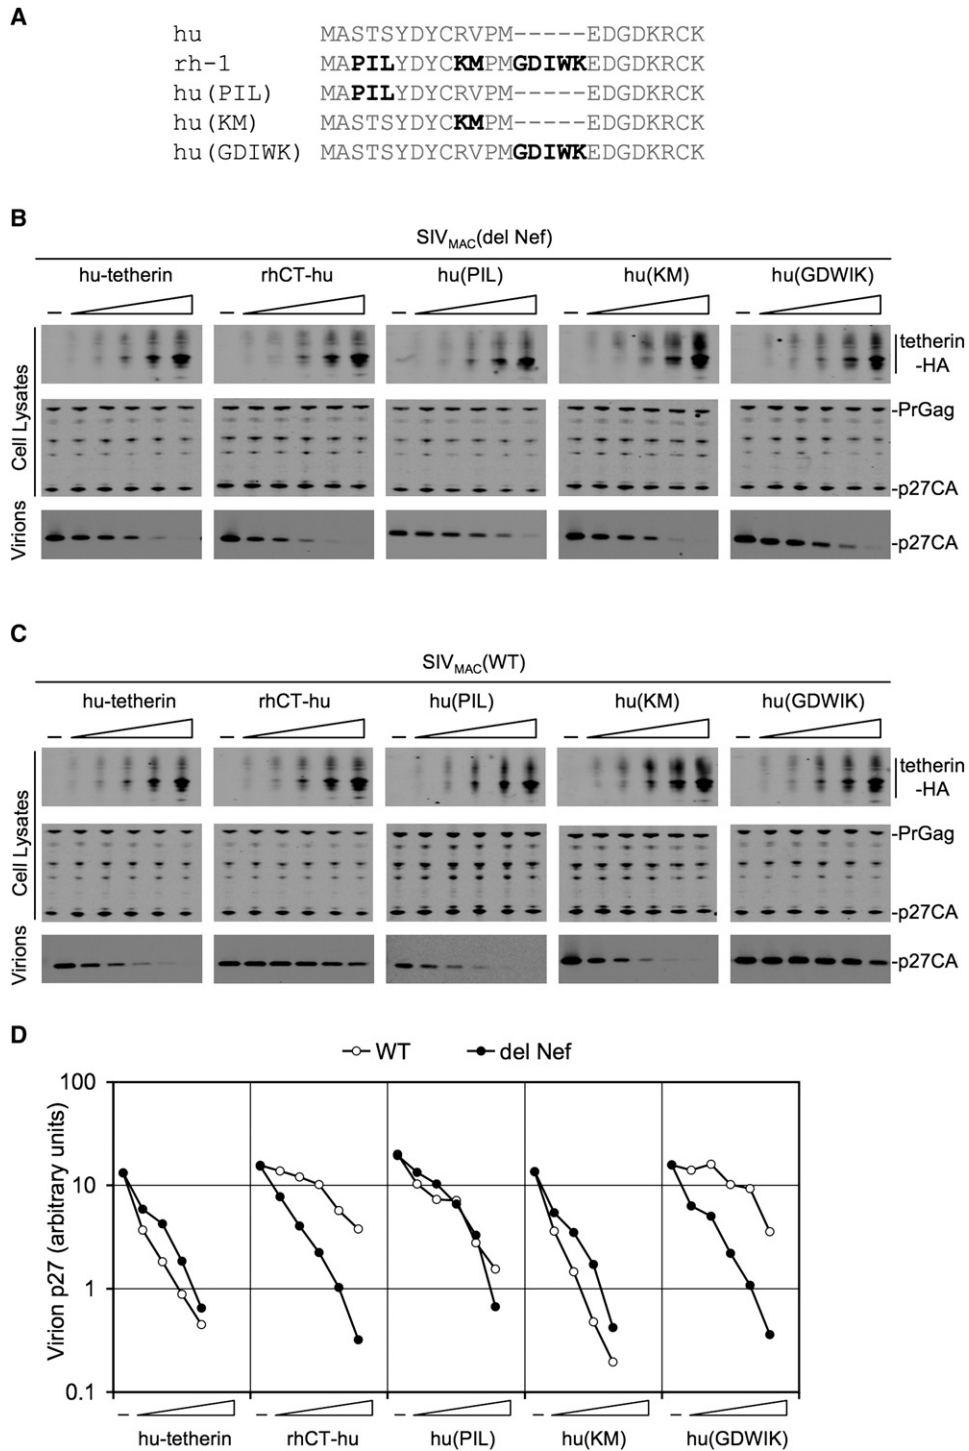 A
hu MASTSYDYCRVPM-----EDGDKRCK
rh-1 MAPILYDYCKMPMGDIWKEDGDKRCK
hu(PIL) MAPILYDYCRVPM-----EDGDKRCK
hu(KM) MASTSYDYCKMPM-----EDGDKRCK
hu(GDIWK) MASTSYDYCRVPMGDIWKEDGDKRCK
B
SIVMAC(del Nef)
hu-tetherin rhCT-hu hu(PIL) hu(KM) hu(GDWIK)
– – – – –
Cell Lysates
tetherin
-HA
-PrGag
-p27CA
Virions
-p27CA
C
SIVMAC(WT)
hu-tetherin rhCT-hu hu(PIL) hu(KM) hu(GDWIK)
– – – – –
Cell Lysates
tetherin
-HA
-PrGag
-p27CA
Virions
-p27CA
D
WT del Nef
Virion p27 (arbitrary units)
100
10
1
0.1
– – – – –
hu-tetherin rhCT-hu hu(PIL) hu(KM) hu(GDWIK)